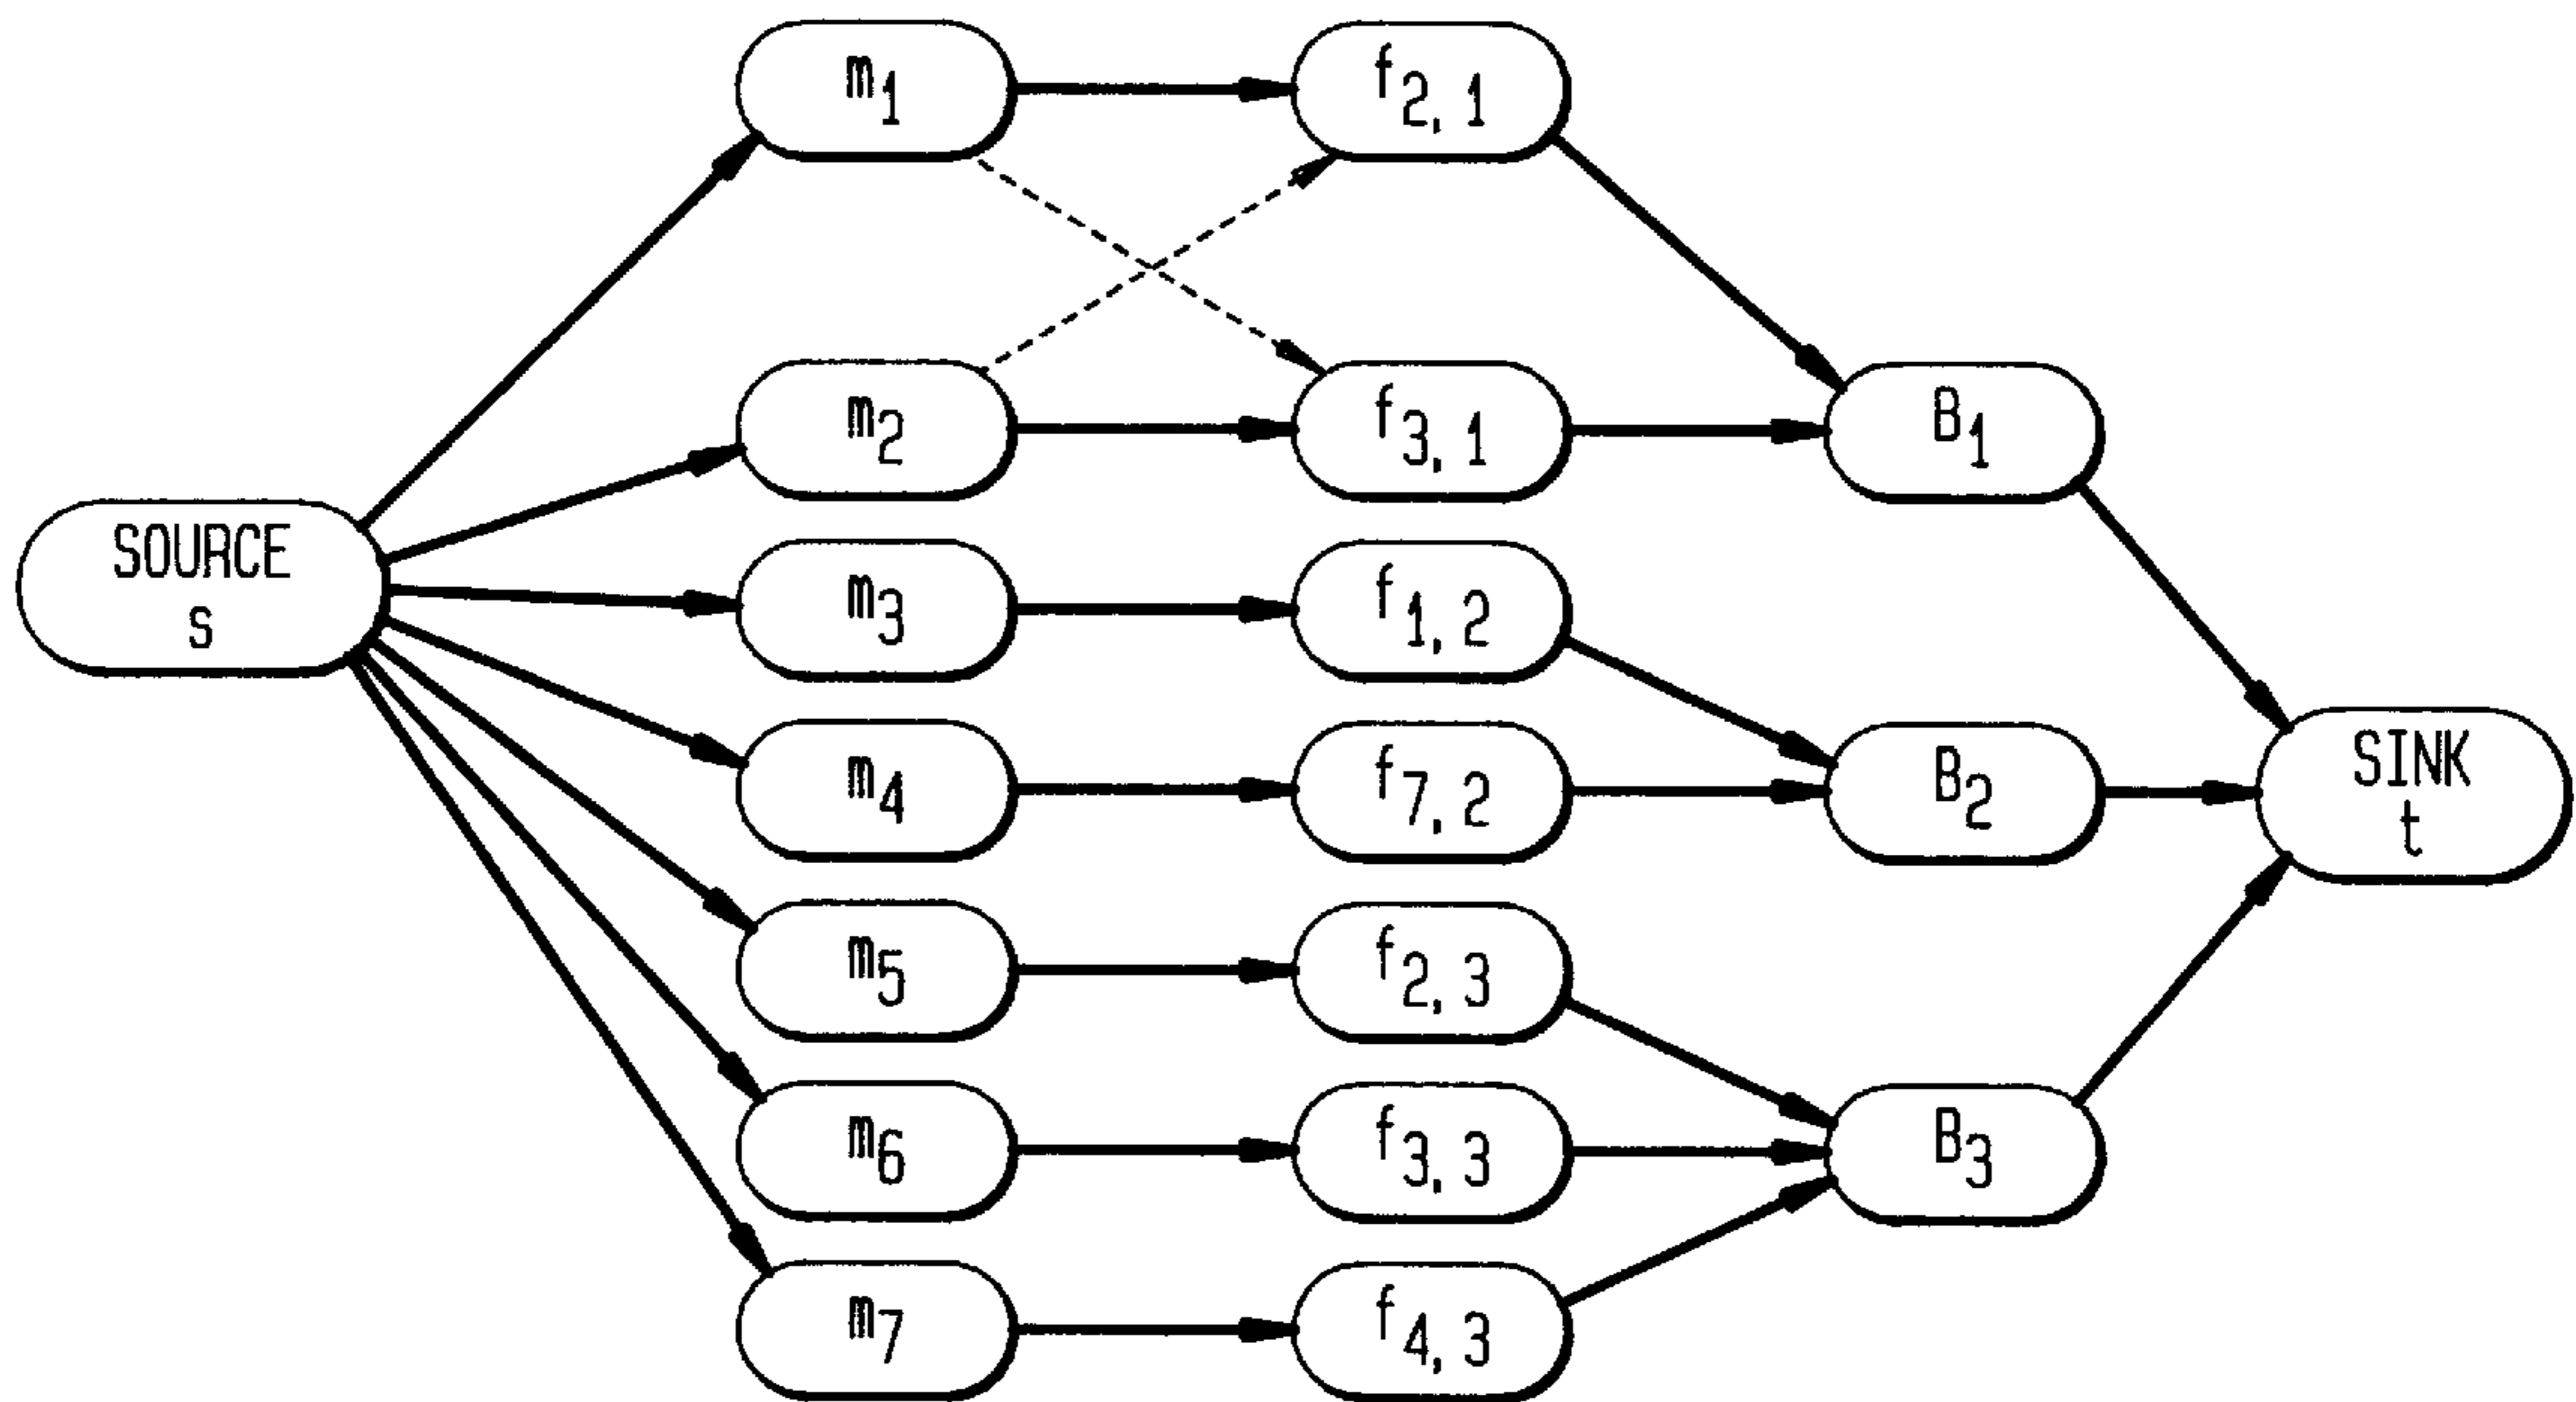 m1
f2, 1
m2
f3, 1
B1
SOURCE
s
m3
f1, 2
m4
f7, 2
B2
SINK
t
m5
f2, 3
m6
f3, 3
B3
m7
f4, 3